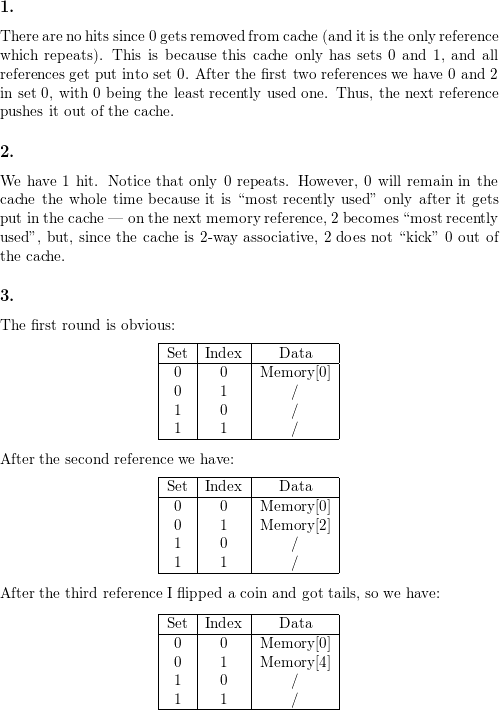 1.
There are no hits since 0 gets removed from cache (and it is the only reference
which repeats). This is because this cache only has sets 0 and 1, and all
references get put into set 0. After the first two references we have 0 and 2
in set 0, with 0 being the least recently used one. Thus, the next reference
pushes it out of the cache.
2.
We have 1 hit. Notice that only 0 repeats. However, 0 will remain in the
cache the whole time because it is “most recently used” only after it gets
put in the cache — on the next memory reference, 2 becomes “most recently
used”, but, since the cache is 2-way associative, 2 does not “kick” 0 out of
the cache.
3.
The first round is obvious:
Set Index Data
0 0 Memory[0]
0 1 /
1 0 /
1 1 /
After the second reference we have:
Set Index Data
0 0 Memory[0]
0 1 Memory[2]
1 0 /
1 1 /
After the third reference I flipped a coin and got tails, so we have:
Set Index Data
0 0 Memory[0]
0 1 Memory[4]
1 0 /
1 1 /